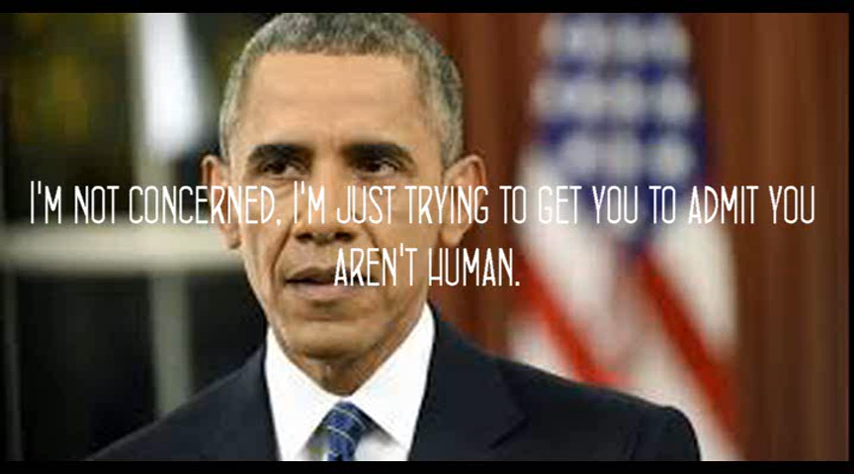 I'M NOT CONCERNED, I'M JUST TRYING TO GET YOU TO ADMIT YOU
AREN'T HUMAN.